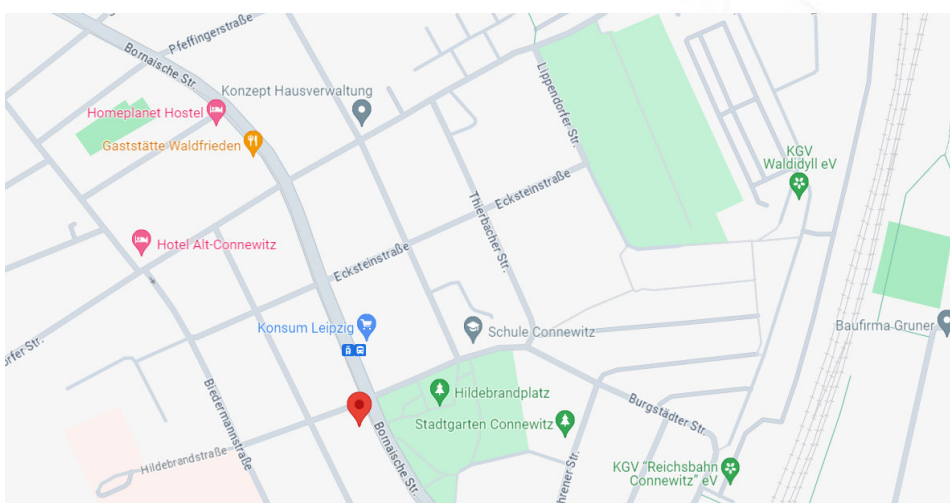 Pfeffingerstraße
Bornaische Str.
Konzept Hausverwaltung
Homeplanet Hostel
Gaststätte Waldfrieden
Lippendorfer Str.
KGV
Waldidyll eV
Ecksteinstraße
Thierbacher Str.
Hotel Alt-Connewitz
Ecksteinstraße
Konsum Leipzig
Schule Connewitz
Baufirma Gruner
Biedermannstraße
Hildebrandplatz
Stadtgarten Connewitz
Burgstädter Str.
Bornaische Str.
Hildebrandstraße
KGV "Reichsbahn
Connewitz" eV